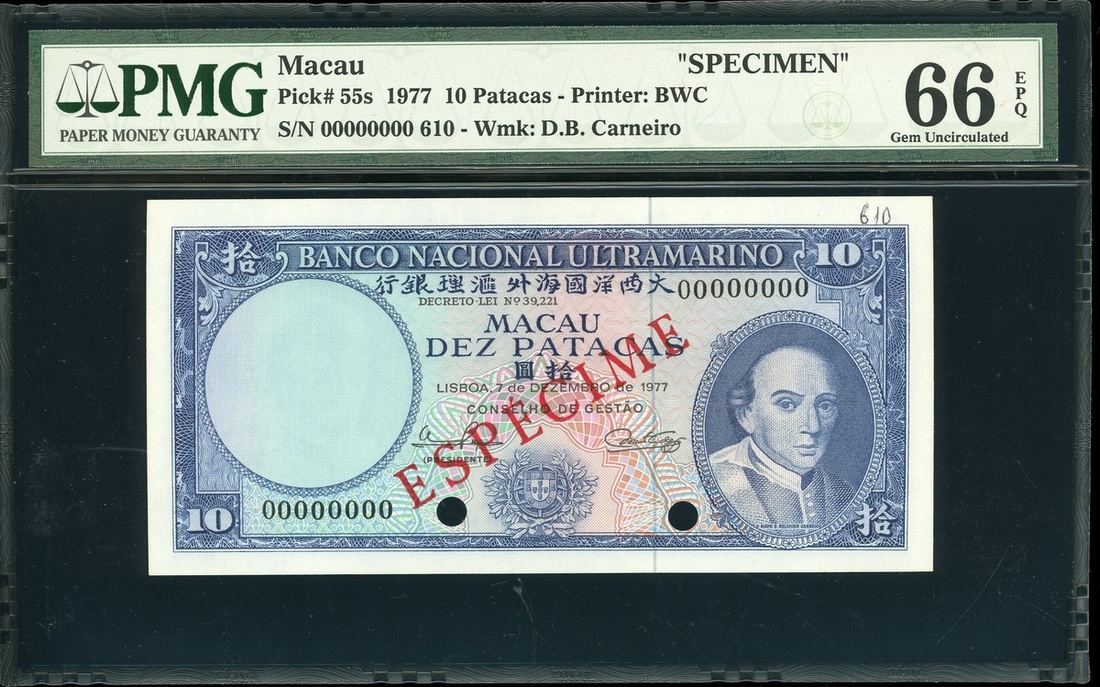 PMG
PAPER MONEY GUARANTY
Macau "SPECIMEN"
Pick# 55s 1977 10 Patacas - Printer: BWC
S/N 00000000 610 - Wmk: D.B. Carneiro
66 EPQ
Gem Uncirculated
610
拾 BANCO NACIONAL ULTRAMARINO 10
行銀理滙外海國洋西大 00000000
DECRETO-LEI Nº 39,221
MACAU
DEZ PATACAS
圓拾
LISBOA, 7 de DEZEMBRO de 1977
CONSELHO DE GESTÃO
(PRESIDENTE)
ESPÉCIME
00000000
10 拾